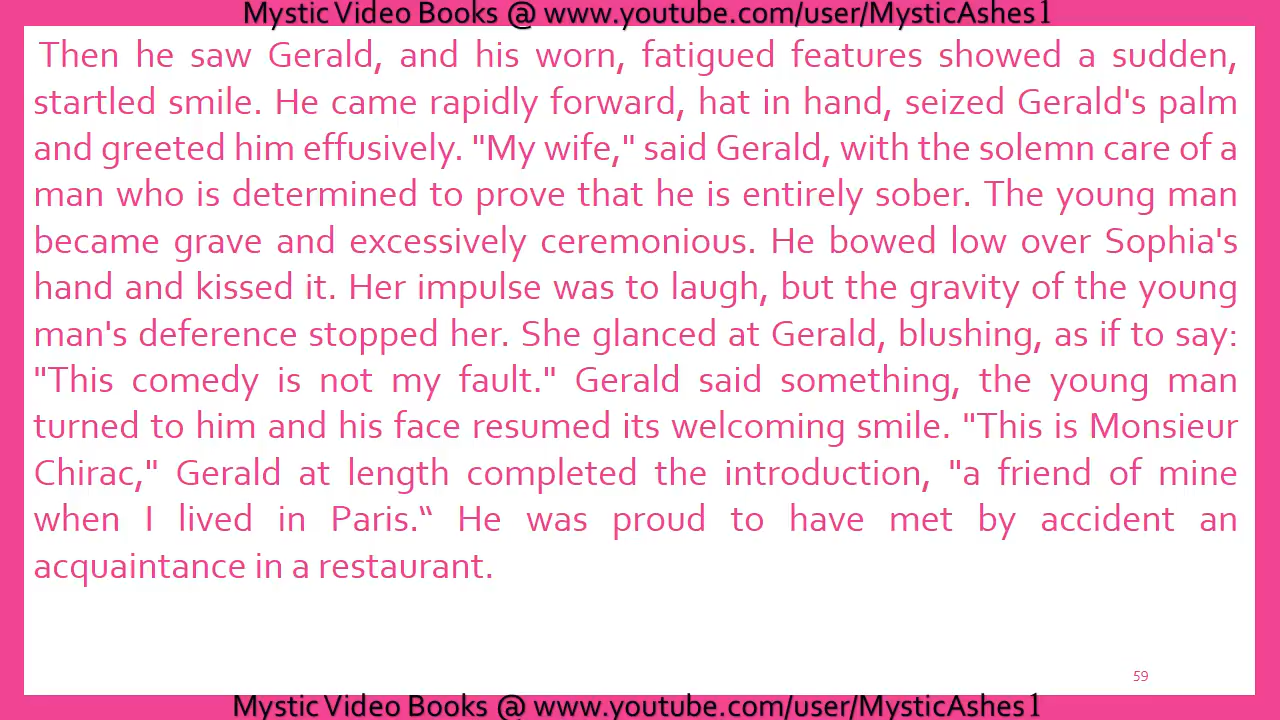 Mystic Video Books @ www.youtube.com/user/MysticAshes1
Then he saw Gerald, and his worn, fatigued features showed a sudden,
startled smile. He came rapidly forward, hat in hand, seized Gerald's palm
and greeted him effusively. "My wife," said Gerald, with the solemn care of a
man who is determined to prove that he is entirely sober. The young man
became grave and excessively ceremonious. He bowed low over Sophia's
hand and kissed it. Her impulse was to laugh, but the gravity of the young
man's deference stopped her. She glanced at Gerald, blushing, as if to say:
"This comedy is not my fault." Gerald said something, the young man
turned to him and his face resumed its welcoming smile. "This is Monsieur
Chirac," Gerald at length completed the introduction, "a friend of mine
when I lived in Paris.“ He was proud to have met by accident an
acquaintance in a restaurant.
59
Mystic Video Books @ www.youtube.com/user/MysticAshes1